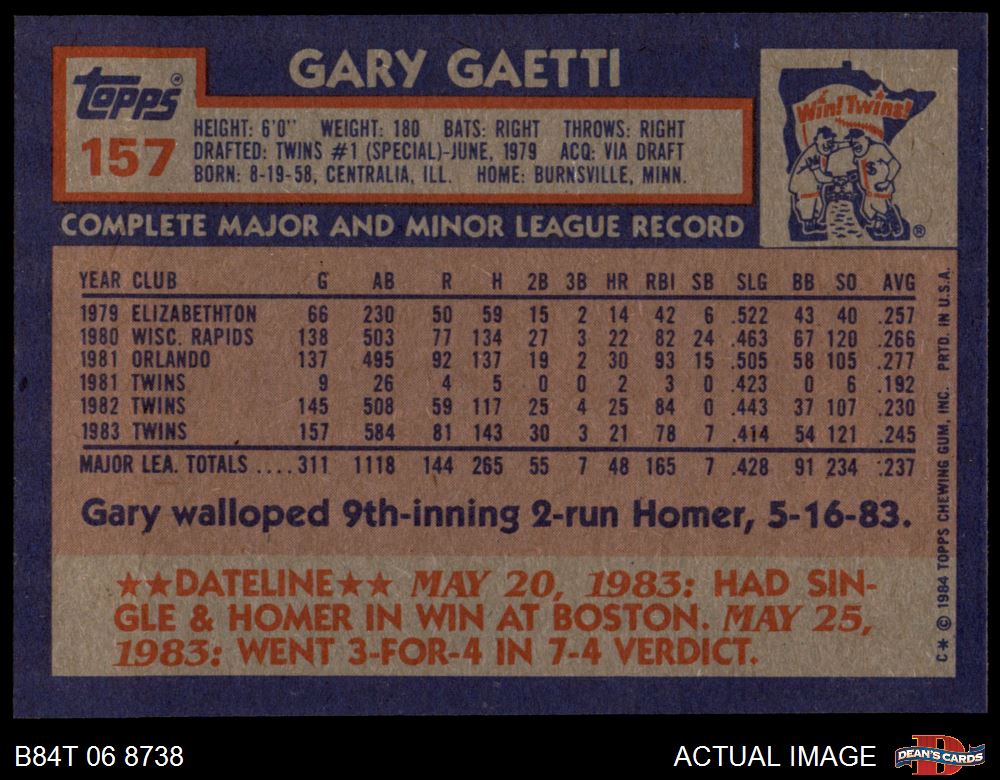 GARY GAETTI
topps®
157
HEIGHT: 6'0" WEIGHT: 180 BATS: RIGHT THROWS: RIGHT
DRAFTED: TWINS #1 (SPECIAL)-JUNE, 1979 ACQ: VIA DRAFT
BORN: 8-19-58, CENTRALIA, ILL. HOME: BURNSVILLE, MINN.
Win! Twins!
®
COMPLETE MAJOR AND MINOR LEAGUE RECORD
YEAR CLUB G AB R H 2B 3B HR RBI SB SLG BB SO AVG
1979 ELIZABETHTON 66 230 50 59 15 2 14 42 6 .522 43 40 .257
1980 WISC. RAPIDS 138 503 77 134 27 3 22 82 24 .463 67 120 .266
1981 ORLANDO 137 495 92 137 19 2 30 93 15 .505 58 105 .277
1981 TWINS 9 26 4 5 0 0 2 3 0 .423 0 6 .192
1982 TWINS 145 508 59 117 25 4 25 84 0 .443 37 107 .230
1983 TWINS 157 584 81 143 30 3 21 78 7 .414 54 121 .245
MAJOR LEA. TOTALS ....311 1118 144 265 55 7 48 165 7 .428 91 234 .237
Gary walloped 9th-inning 2-run Homer, 5-16-83.
★★DATELINE★★ MAY 20, 1983: HAD SIN-
GLE & HOMER IN WIN AT BOSTON. MAY 25,
1983: WENT 3-FOR-4 IN 7-4 VERDICT.
C* © 1984 TOPPS CHEWING GUM, INC. PRTD. IN U.S.A.
B84T 06 8738
ACTUAL IMAGE
D
DEAN'S CARDS